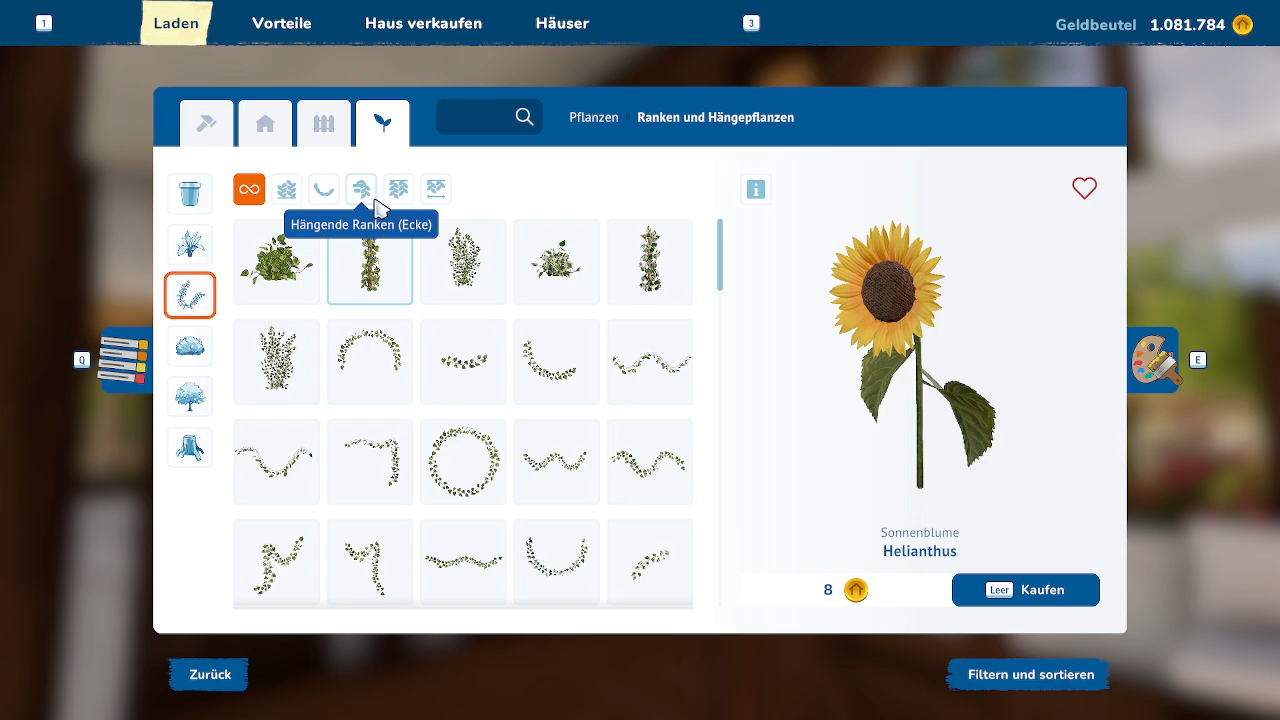 1
Laden
Vorteile
Haus verkaufen
Häuser
3
Geldbeutel 1.081.784
Pflanzen Ranken und Hängepflanzen
Hängende Ranken (Ecke)
Q
E
Sonnenblume
Helianthus
8
Leer Kaufen
Zurück
Filtern und sortieren